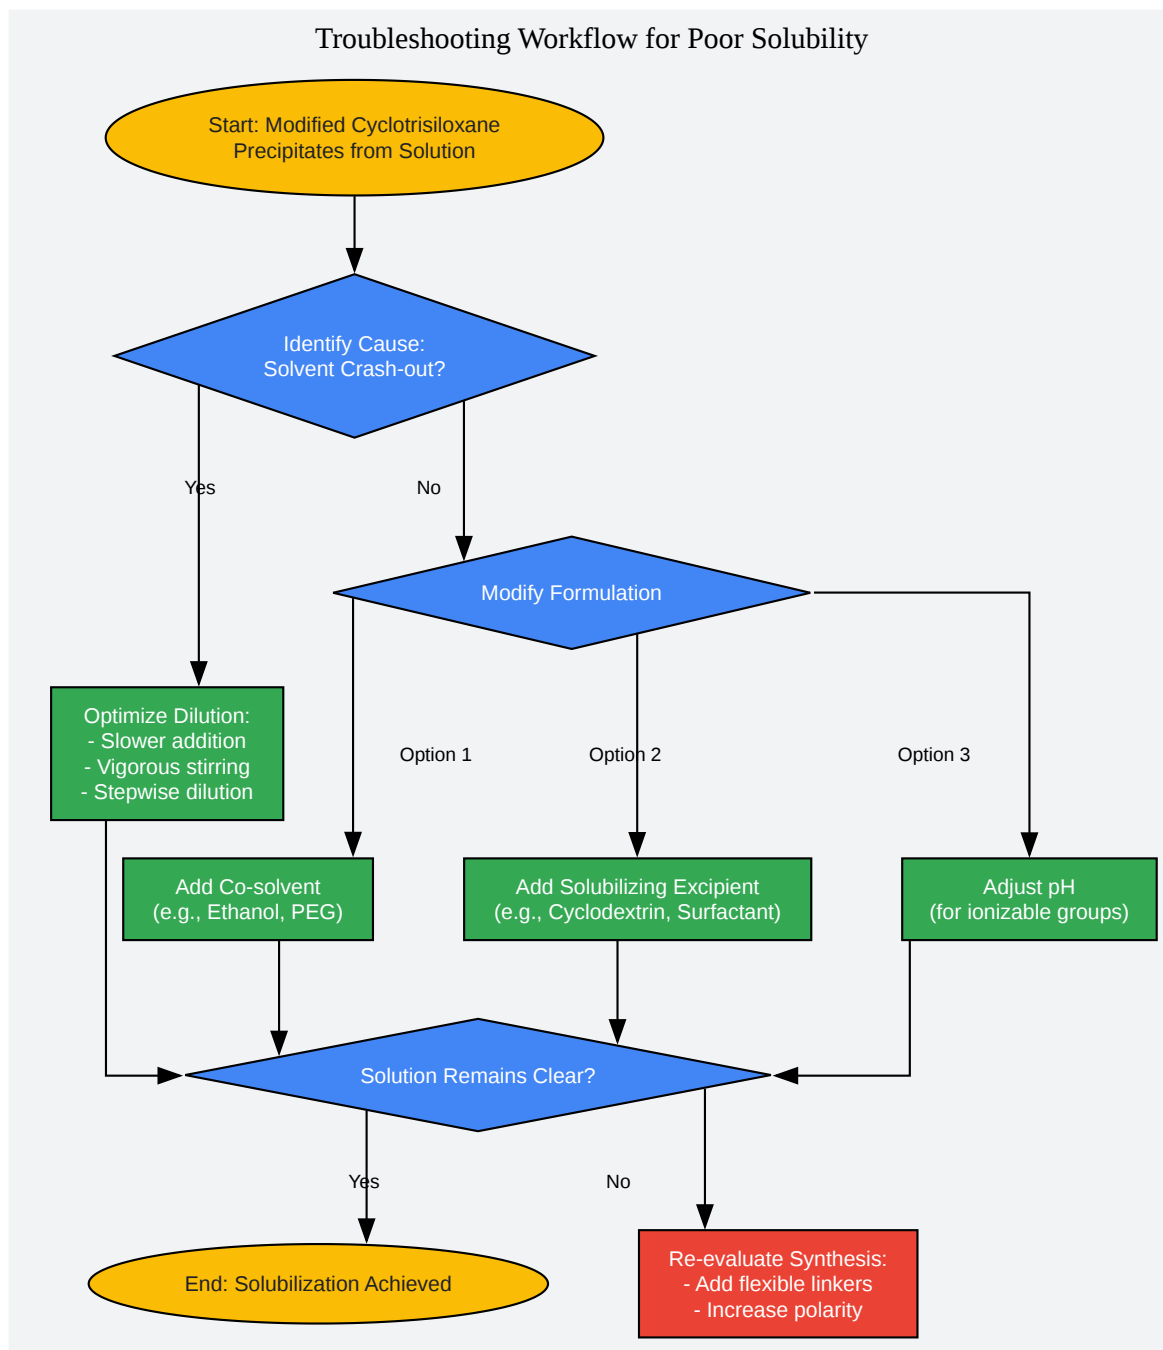 Troubleshooting Workflow for Poor Solubility
Start: Modified Cyclotrisiloxane
Precipitates from Solution
Identify Cause:
Solvent Crash-out?
Yes
No
Modify Formulation
Optimize Dilution:
- Slower addition
- Vigorous stirring
- Stepwise dilution
Option 1
Option 2
Option 3
Add Co-solvent
(e.g., Ethanol, PEG)
Add Solubilizing Excipient
(e.g., Cyclodextrin, Surfactant)
Adjust pH
(for ionizable groups)
Solution Remains Clear?
Yes
No
End: Solubilization Achieved
Re-evaluate Synthesis:
- Add flexible linkers
- Increase polarity